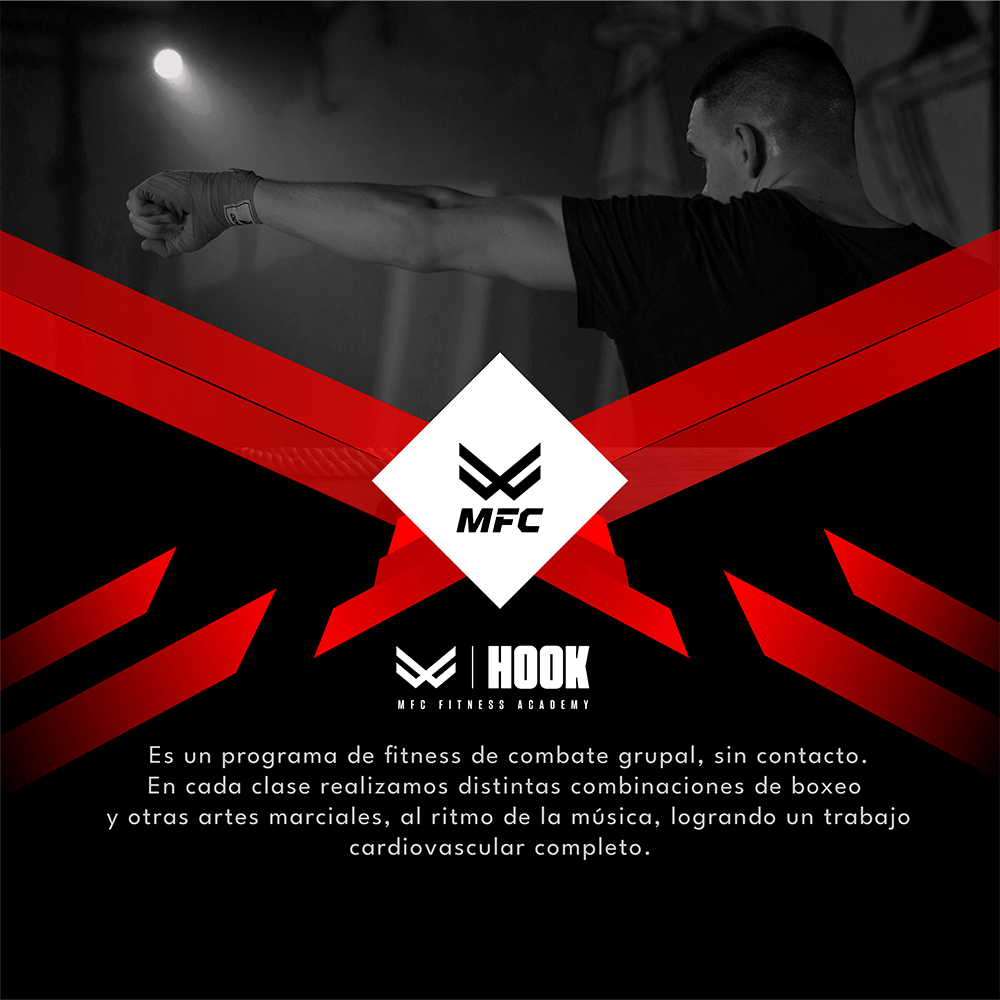 MFC
HOOK
MFC FITNESS ACADEMY
Es un programa de fitness de combate grupal, sin contacto.
En cada clase realizamos distintas combinaciones de boxeo
y otras artes marciales, al ritmo de la música, logrando un trabajo
cardiovascular completo.